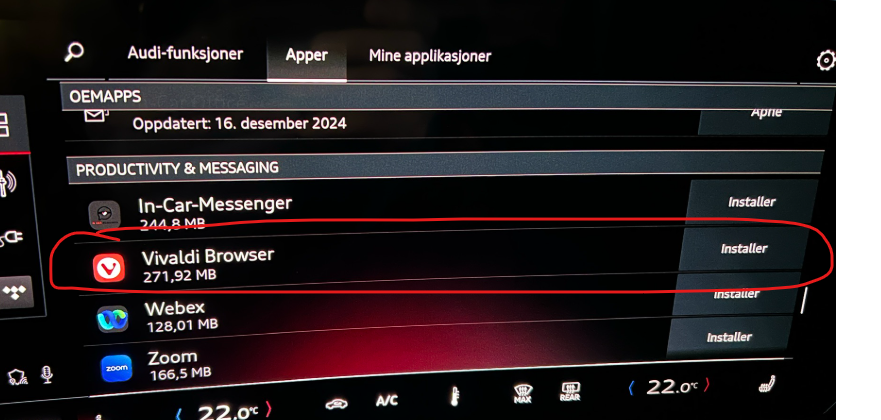 Audi-funksjoner
Apper
Mine applikasjoner
OEMAPPS
Oppdatert: 16. desember 2024
Åpne
PRODUCTIVITY & MESSAGING
In-Car-Messenger
244,8 MB
Installer
Vivaldi Browser
271,92 MB
Installer
Webex
128,01 MB
Installer
zoom
Zoom
166,5 MB
Installer
22.0°C
A/C
MAX
REAR
22.0°C